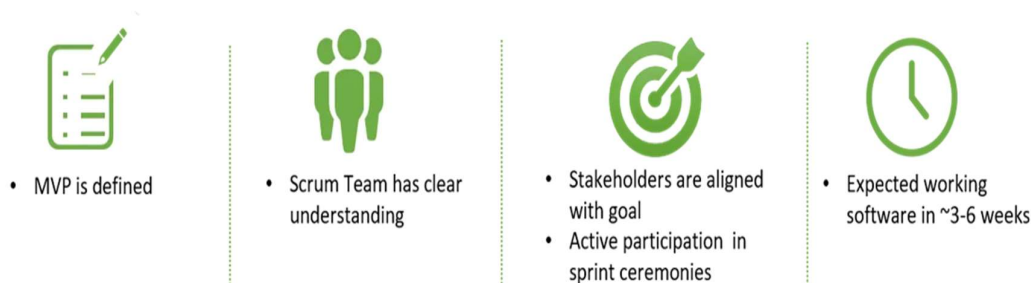 • MVP is defined
• Scrum Team has clear
understanding
• Stakeholders are aligned
with goal
• Active participation in
sprint ceremonies
• Expected working
software in ~3-6 weeks